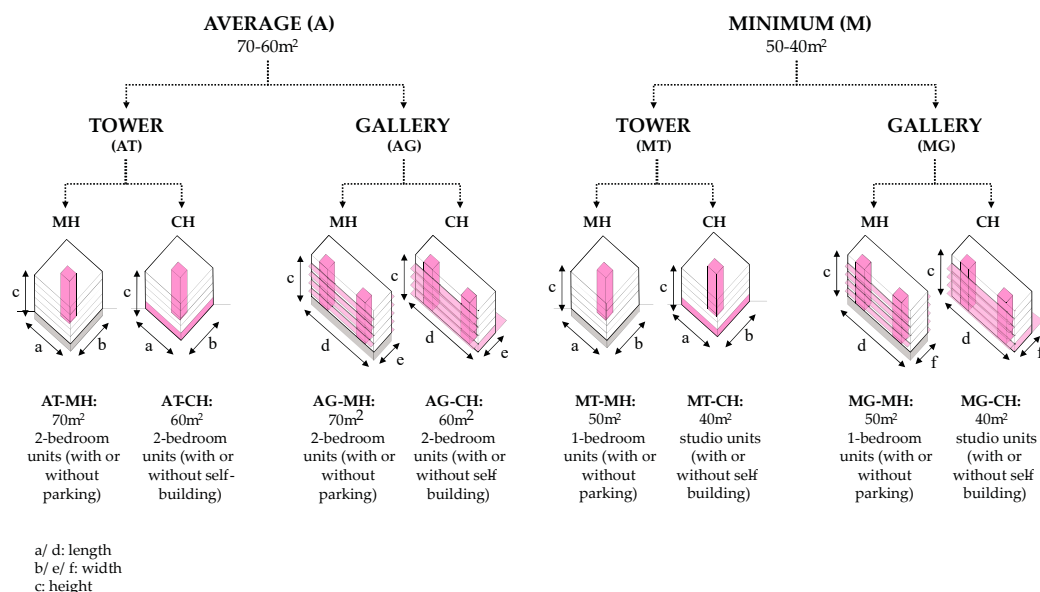 AVERAGE (A)
70-60m²
MINIMUM (M)
50-40m²
TOWER
(AT)
GALLERY
(AG)
TOWER
(MT)
GALLERY
(MG)
MH
CH
MH
CH
MH
CH
MH
CH
c
a
b
c
a
b
c
d
e
c
d
e
c
a
b
c
a
b
c
d
f
c
d
f
AT-MH:
70m²
2-bedroom
units (with or
without
parking)
AT-CH:
60m²
2-bedroom
units (with or
without self-
building)
AG-MH:
70m²
2-bedroom
units (with or
without
parking)
AG-CH:
60m²
2-bedroom
units (with or
without self
building)
MT-MH:
50m²
1-bedroom
units (with or
without
parking)
MT-CH:
40m²
studio units
(with or
without self
building)
MG-MH:
50m²
1-bedroom
units (with or
without
parking)
MG-CH:
40m²
studio units
(with or
without self
building)
a/ d: length
b/ e/ f: width
c: height